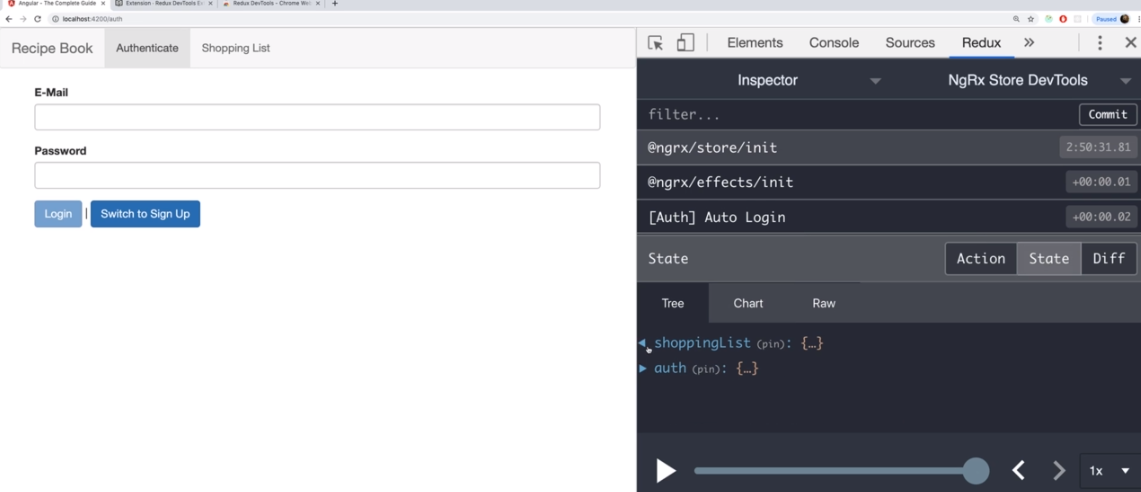 Angular - The Complete Guide
Extension · Redux DevTools Ex
Redux DevTools - Chrome We
localhost:4200/auth
Paused
Recipe Book
Authenticate
Shopping List
E-Mail
Password
Login | Switch to Sign Up
Elements
Console
Sources
Redux
Inspector
NgRx Store DevTools
filter...
Commit
@ngrx/store/init
2:50:31.81
@ngrx/effects/init
+00:00.01
[Auth] Auto Login
+00:00.02
State
Action
State
Diff
Tree
Chart
Raw
shoppingList (pin): {…}
auth (pin): {…}
1x